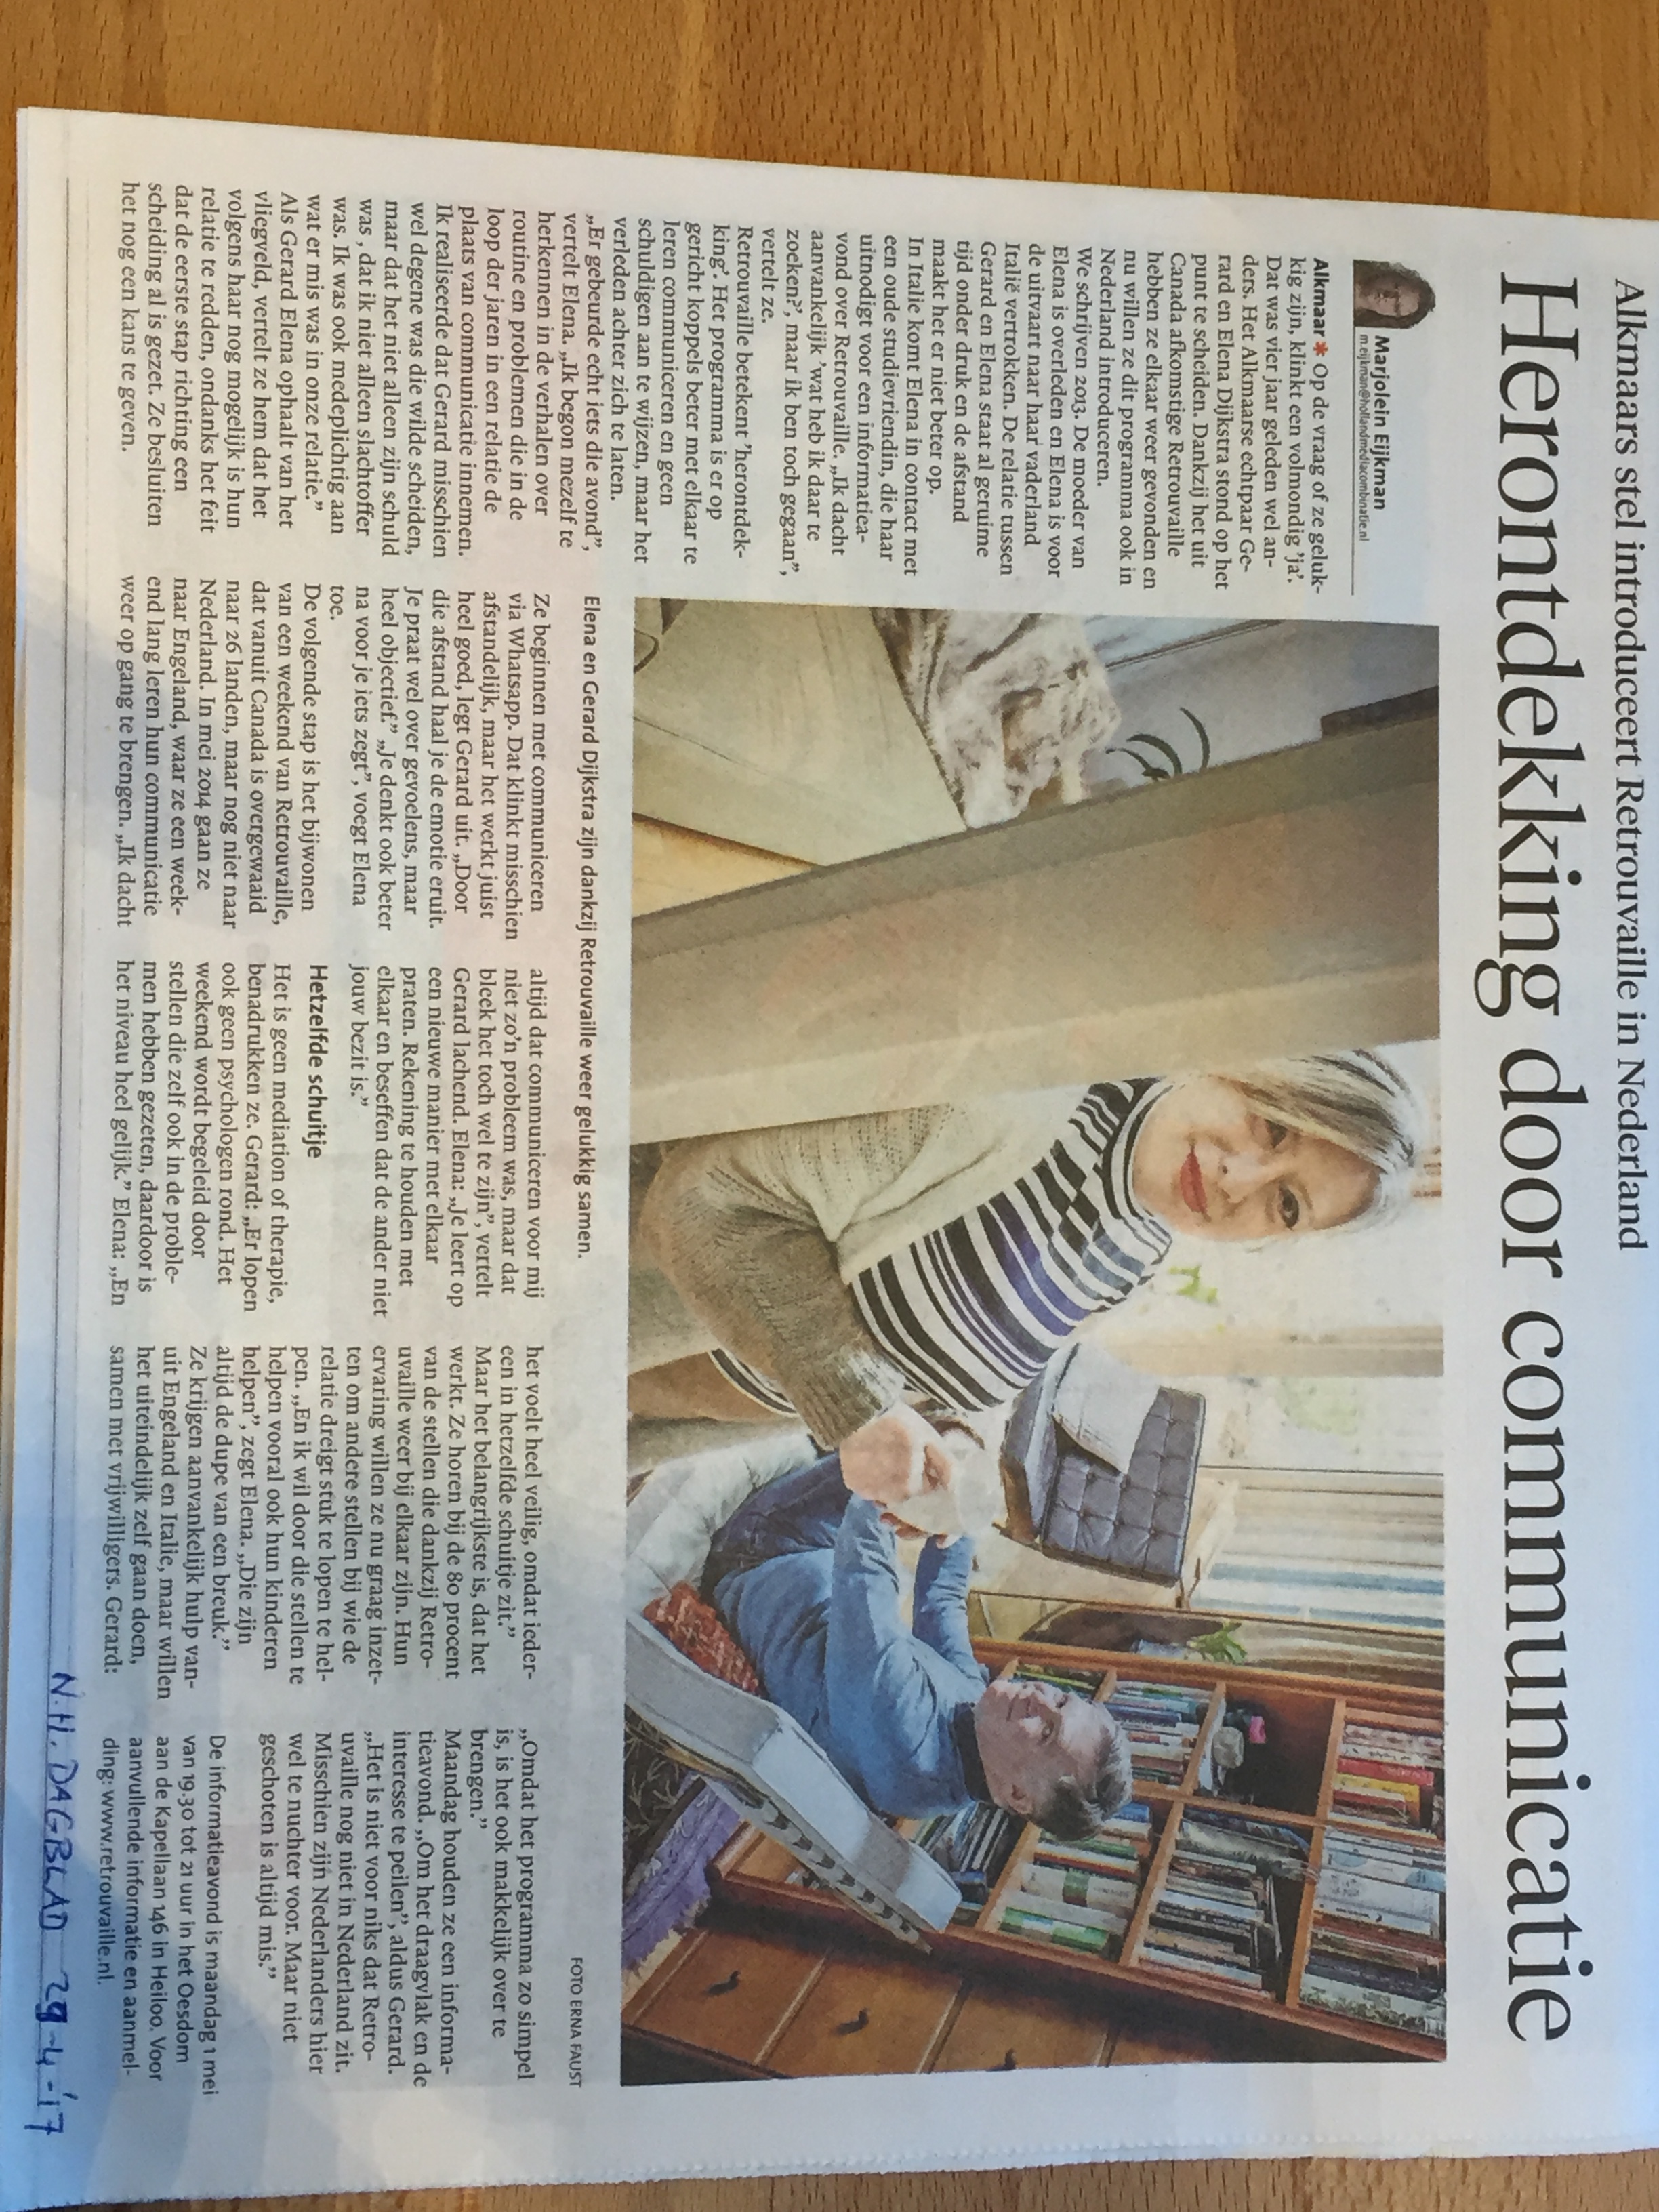 Alkmaars stel introduceert Retrouvaille in Nederland
Herontdekking door communicatie
Marjolein Eijkman
m.eijkman@hollandmediacombinatie.nl
Alkmaar * Op de vraag of ze geluk-
kig zijn, klinkt een volmondig ’ja’.
Dat was vier jaar geleden wel an-
ders. Het Alkmaarse echtpaar Ge-
rard en Elena Dijkstra stond op het
punt te scheiden. Dankzij het uit
Canada afkomstige Retrouvaille
hebben ze elkaar weer gevonden en
nu willen ze dit programma ook in
Nederland introduceren.
We schrijven 2013. De moeder van
Elena is overleden en Elena is voor
de uitvaart naar haar vaderland
Italië vertrokken. De relatie tussen
Gerard en Elena staat al geruime
tijd onder druk en de afstand
maakt het er niet beter op.
In Italie komt Elena in contact met
een oude studievriendin, die haar
uitnodigt voor een informatiea-
vond over Retrouvaille. „Ik dacht
aanvankelijk ’wat heb ik daar te
zoeken?’, maar ik ben toch gegaan”,
vertelt ze.
Retrouvaille betekent ’herontdek-
king’. Het programma is er op
gericht koppels beter met elkaar te
leren communiceren en geen
schuldigen aan te wijzen, maar het
verleden achter zich te laten.
„Er gebeurde echt iets die avond”,
vertelt Elena. „Ik begon mezelf te
herkennen in de verhalen over
routine en problemen die in de
loop der jaren in een relatie de
plaats van communicatie innemen.
Ik realiseerde dat Gerard misschien
wel degene was die wilde scheiden,
maar dat het niet alleen zijn schuld
was , dat ik niet alleen slachtoffer
was. Ik was ook medeplichtig aan
wat er mis was in onze relatie.”
Als Gerard Elena ophaalt van het
vliegveld, vertelt ze hem dat het
volgens haar nog mogelijk is hun
relatie te redden, ondanks het feit
dat de eerste stap richting een
scheiding al is gezet. Ze besluiten
het nog een kans te geven.
Elena en Gerard Dijkstra zijn dankzij Retrouvaille weer gelukkig samen.
FOTO ERNA FAUST
Ze beginnen met communiceren
via Whatsapp. Dat klinkt misschien
afstandelijk, maar het werkt juist
heel goed, legt Gerard uit. „Door
die afstand haal je de emotie eruit.
Je praat wel over gevoelens, maar
heel objectief.” „Je denkt ook beter
na voor je iets zegt”, voegt Elena
toe.
De volgende stap is het bijwonen
van een weekend van Retrouvaille,
dat vanuit Canada is overgewaaid
naar 26 landen, maar nog niet naar
Nederland. In mei 2014 gaan ze
naar Engeland, waar ze een week-
end lang leren hun communicatie
weer op gang te brengen. „Ik dacht
altijd dat communiceren voor mij
niet zo’n probleem was, maar dat
bleek het toch wel te zijn”, vertelt
Gerard lachend. Elena: „Je leert op
een nieuwe manier met elkaar
praten. Rekening te houden met
elkaar en beseffen dat de ander niet
jouw bezit is.”
Hetzelfde schuitje
Het is geen mediation of therapie,
benadrukken ze. Gerard: „Er lopen
ook geen psychologen rond. Het
weekend wordt begeleid door
stellen die zelf ook in de proble-
men hebben gezeten, daardoor is
het niveau heel gelijk.” Elena: „En
het voelt heel veilig, omdat ieder-
een in hetzelfde schuitje zit.”
Maar het belangrijkste is, dat het
werkt. Ze horen bij de 80 procent
van de stellen die dankzij Retro-
uvaille weer bij elkaar zijn. Hun
ervaring willen ze nu graag inzet-
ten om andere stellen bij wie de
relatie dreigt stuk te lopen te hel-
pen. „En ik wil door die stellen te
helpen vooral ook hun kinderen
helpen”, zegt Elena. „Die zijn
altijd de dupe van een breuk.”
Ze krijgen aanvankelijk hulp van-
uit Engeland en Italie, maar willen
het uiteindelijk zelf gaan doen,
samen met vrijwilligers. Gerard:
„Omdat het programma zo simpel
is, is het ook makkelijk over te
brengen.”
Maandag houden ze een informa-
tieavond. „Om het draagvlak en de
interesse te peilen”, aldus Gerard.
„Het is niet voor niks dat Retro-
uvaille nog niet in Nederland zit.
Misschien zijn Nederlanders hier
wel te nuchter voor. Maar niet
geschoten is altijd mis.”
De informatieavond is maandag 1 mei
van 19.30 tot 21 uur in het Oesdom
aan de Kapellaan 146 in Heiloo. Voor
aanvullende informatie en aanmel-
ding: www.retrouvaille.nl.
N.H. DAGBLAD 29-4-'17